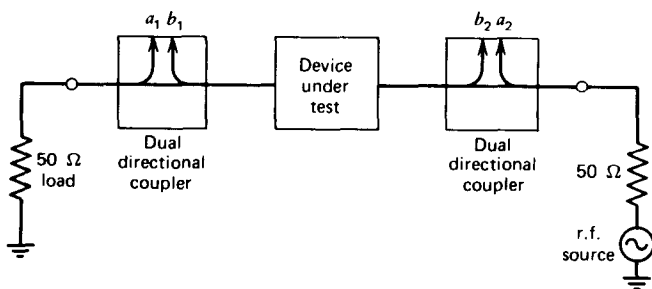 a₁ b₁
b₂ a₂
Device
under
test
Dual
directional
coupler
Dual
directional
coupler
50 Ω
load
50 Ω
r.f.
source